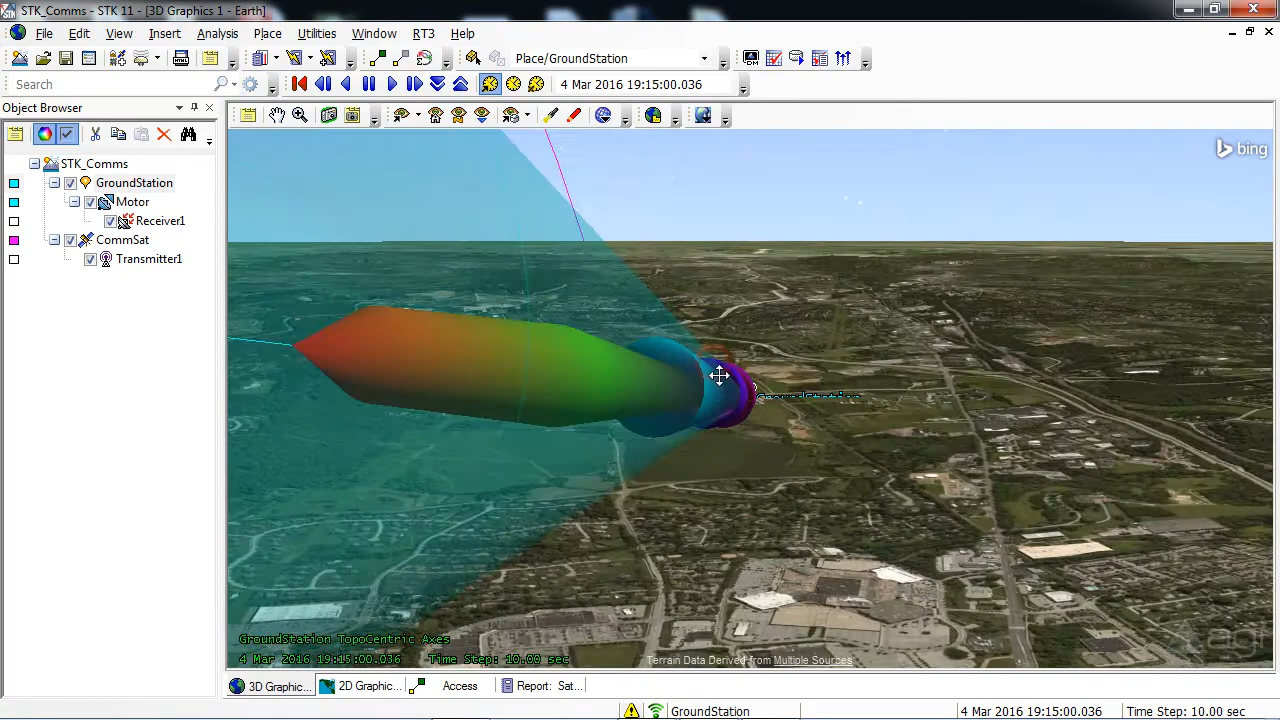 STK_Comms - STK 11 - [3D Graphics 1 - Earth]
File Edit View Insert Analysis Place Utilities Window RT3 Help
Place/GroundStation
Search
4 Mar 2016 19:15:00.036
Object Browser
STK_Comms
GroundStation
Motor
Receiver1
CommSat
Transmitter1
bing
GroundStation
GroundStation TopoCentric Axes
4 Mar 2016 19:15:00.036 Time Step: 10.00 sec
Terrain Data Derived from Multiple Sources
agi
3D Graphic... 2D Graphic... Access Report: Sat...
GroundStation 4 Mar 2016 19:15:00.036 Time Step: 10.00 sec